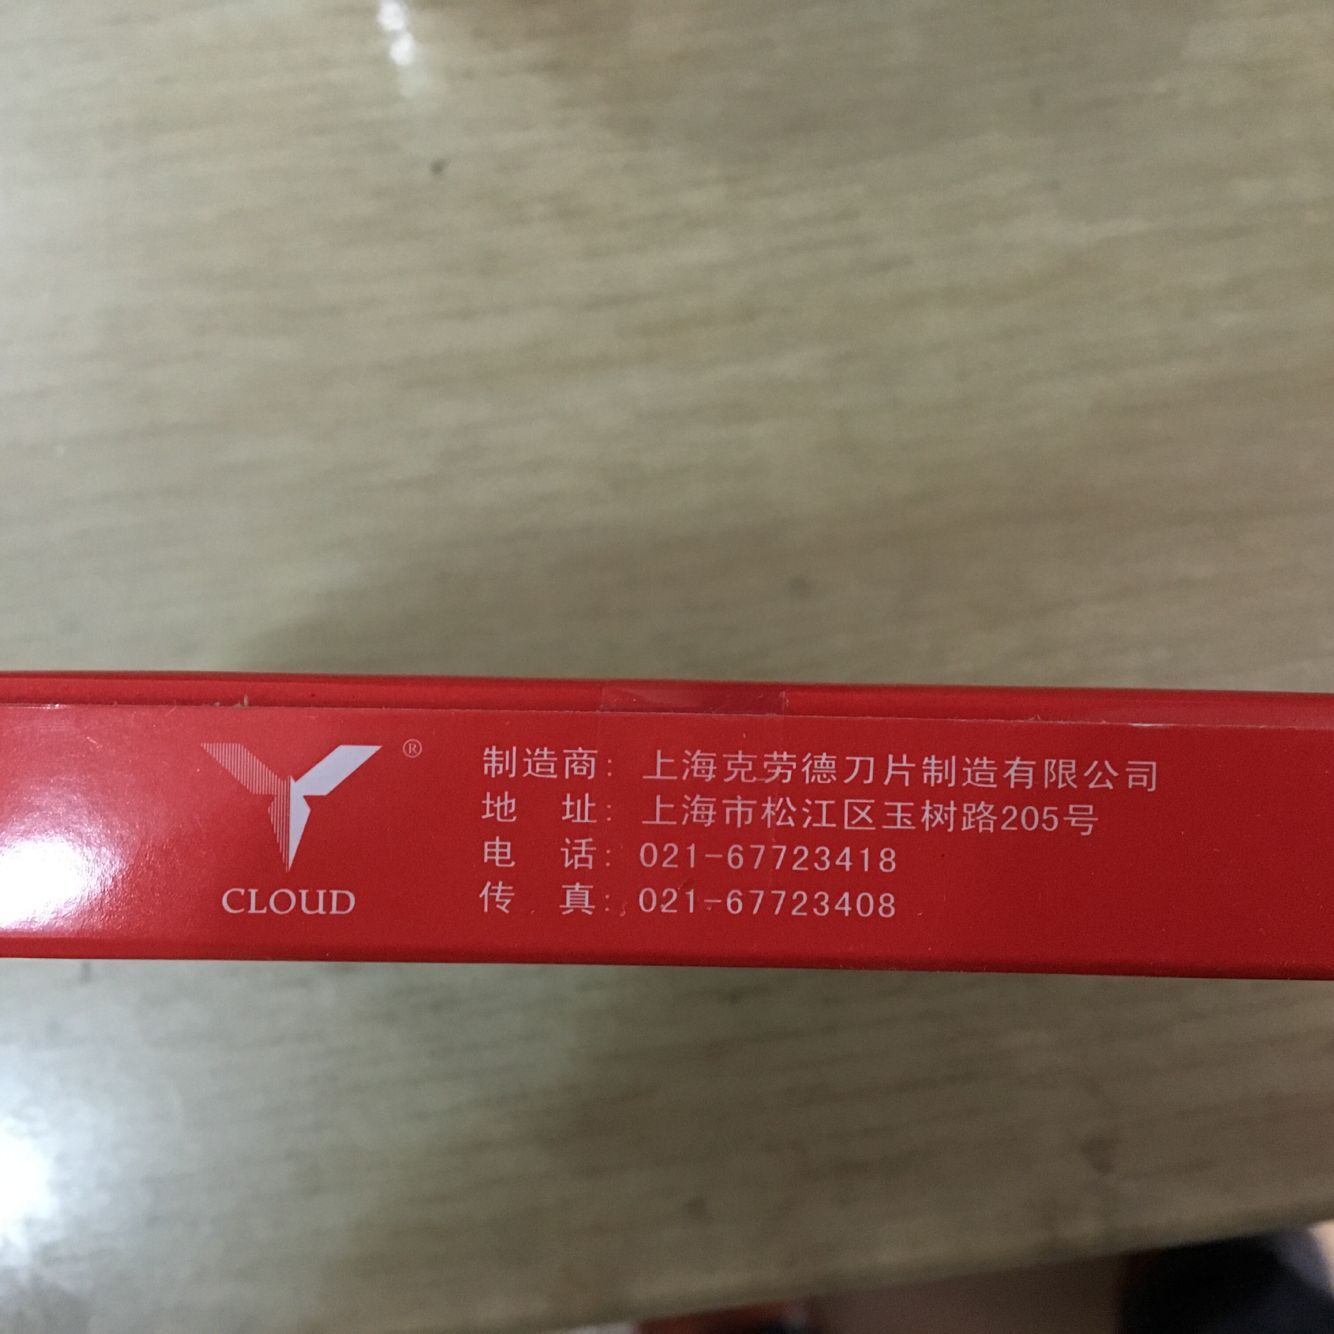 ®
CLOUD
制造商: 上海克劳德刀片制造有限公司
地 址: 上海市松江区玉树路205号
电 话: 021-67723418
传 真: 021-67723408